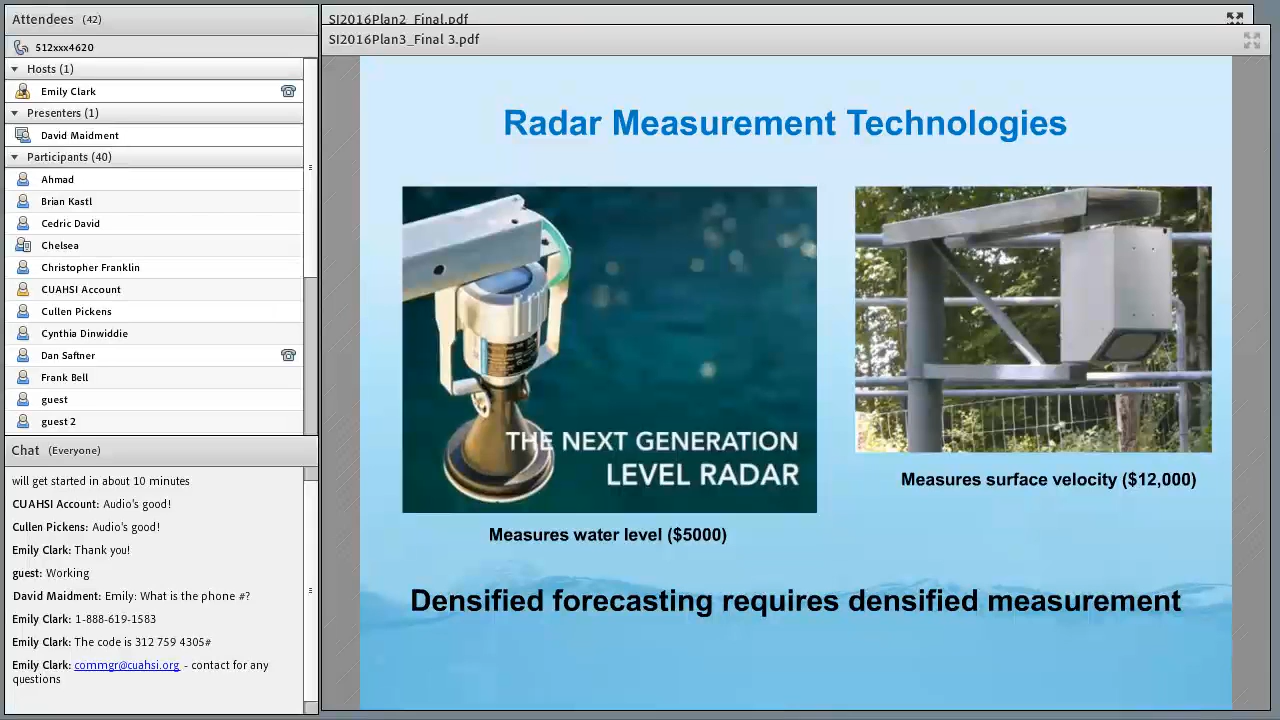 Attendees (42)
512xxx4620
Hosts (1)
Emily Clark
Presenters (1)
David Maidment
Participants (40)
Ahmad
Brian Kastl
Cedric David
Chelsea
Christopher Franklin
CUAHSI Account
Cullen Pickens
Cynthia Dinwiddie
Dan Saftner
Frank Bell
guest
guest 2
Chat (Everyone)
will get started in about 10 minutes
CUAHSI Account: Audio's good!
Cullen Pickens: Audio's good!
Emily Clark: Thank you!
guest: Working
David Maidment: Emily: What is the phone #?
Emily Clark: 1-888-619-1583
Emily Clark: The code is 312 759 4305#
Emily Clark: commgr@cuahsi.org - contact for any
questions
SI2016Plan2_Final.pdf
SI2016Plan3_Final 3.pdf
Radar Measurement Technologies
THE NEXT GENERATION
LEVEL RADAR
Measures water level ($5000)
Measures surface velocity ($12,000)
Densified forecasting requires densified measurement